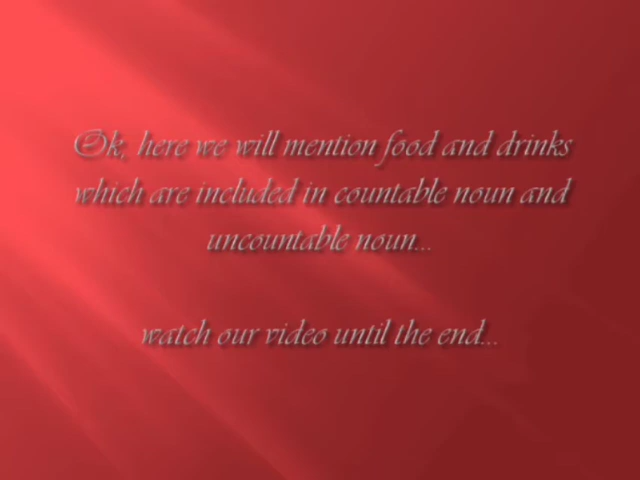 Ok, here we will mention food and drinks
which are included in countable noun and
uncountable noun...
watch our video until the end...